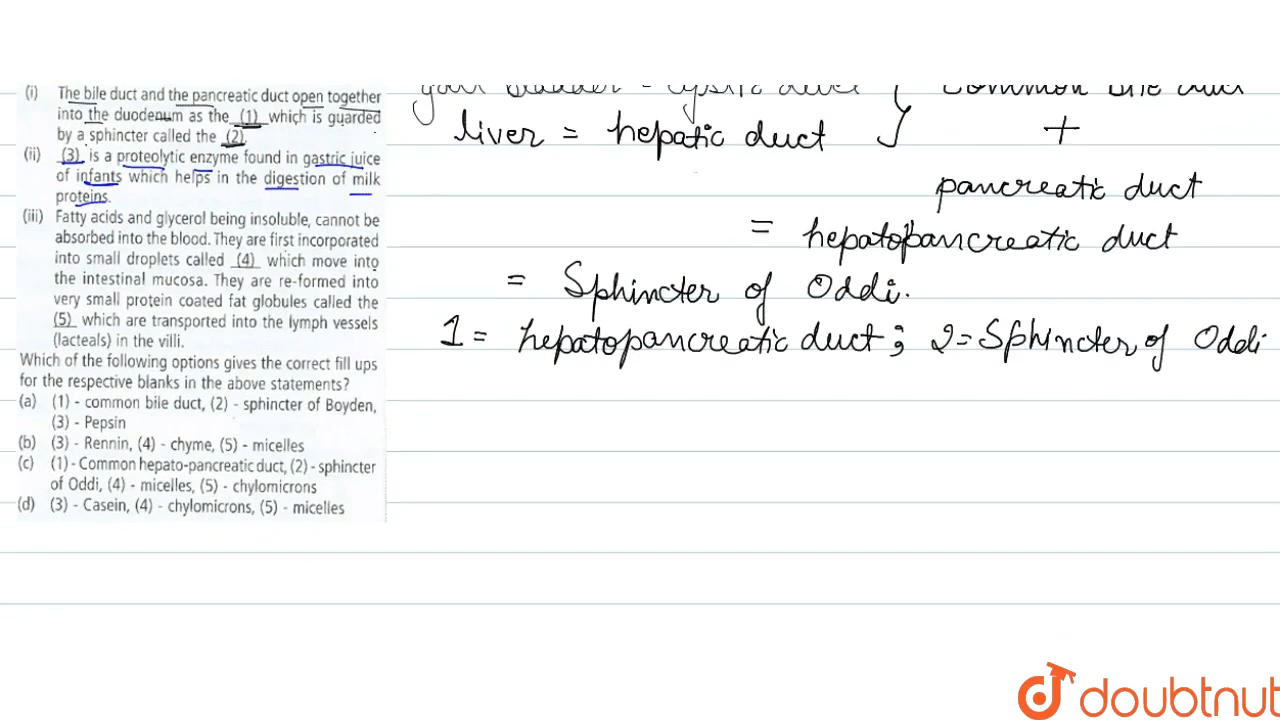 (i) The bile duct and the pancreatic duct open together
into the duodenum as the (1) which is guarded
by a sphincter called the (2).
(ii) (3) is a proteolytic enzyme found in gastric juice
of infants which helps in the digestion of milk
proteins.
(iii) Fatty acids and glycerol being insoluble, cannot be
absorbed into the blood. They are first incorporated
into small droplets called (4) which move into
the intestinal mucosa. They are re-formed into
very small protein coated fat globules called the
(5) which are transported into the lymph vessels
(lacteals) in the villi.
Which of the following options gives the correct fill ups
for the respective blanks in the above statements?
(a) (1) - common bile duct, (2) - sphincter of Boyden,
(3) - Pepsin
(b) (3) - Rennin, (4) - chyme, (5) - micelles
(c) (1) - Common hepato-pancreatic duct, (2) - sphincter
of Oddi, (4) - micelles, (5) - chylomicrons
(d) (3) - Casein, (4) - chylomicrons, (5) - micelles
common bile duct
liver = hepatic duct } +
pancreatic duct
= hepatopancreatic duct
= Sphincter of Oddi.
1 = hepatopancreatic duct ; 2 = Sphincter of Oddi
doubtnut